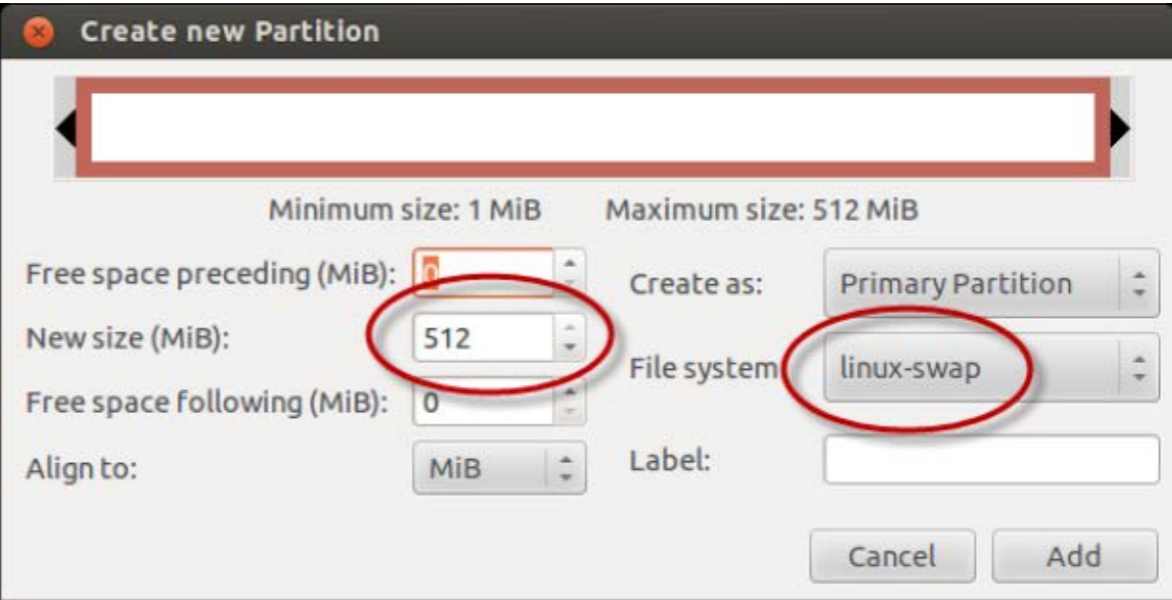 Create new Partition
Minimum size: 1 MiB Maximum size: 512 MiB
Free space preceding (MiB): 0
Create as: Primary Partition
New size (MiB): 512
File system linux-swap
Free space following (MiB): 0
Align to: MiB
Label:
Cancel Add